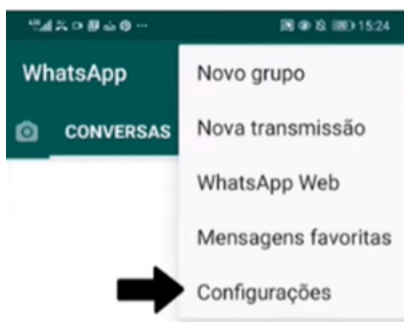 15:24
WhatsApp
CONVERSAS
Novo grupo
Nova transmissão
WhatsApp Web
Mensagens favoritas
Configurações